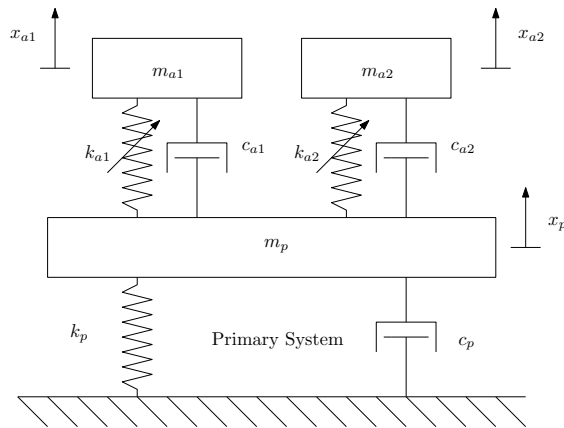 x_{a1}
x_{a2}
m_{a1}
m_{a2}
k_{a1}
c_{a1}
k_{a2}
c_{a2}
x_p
m_p
k_p
Primary System
c_p